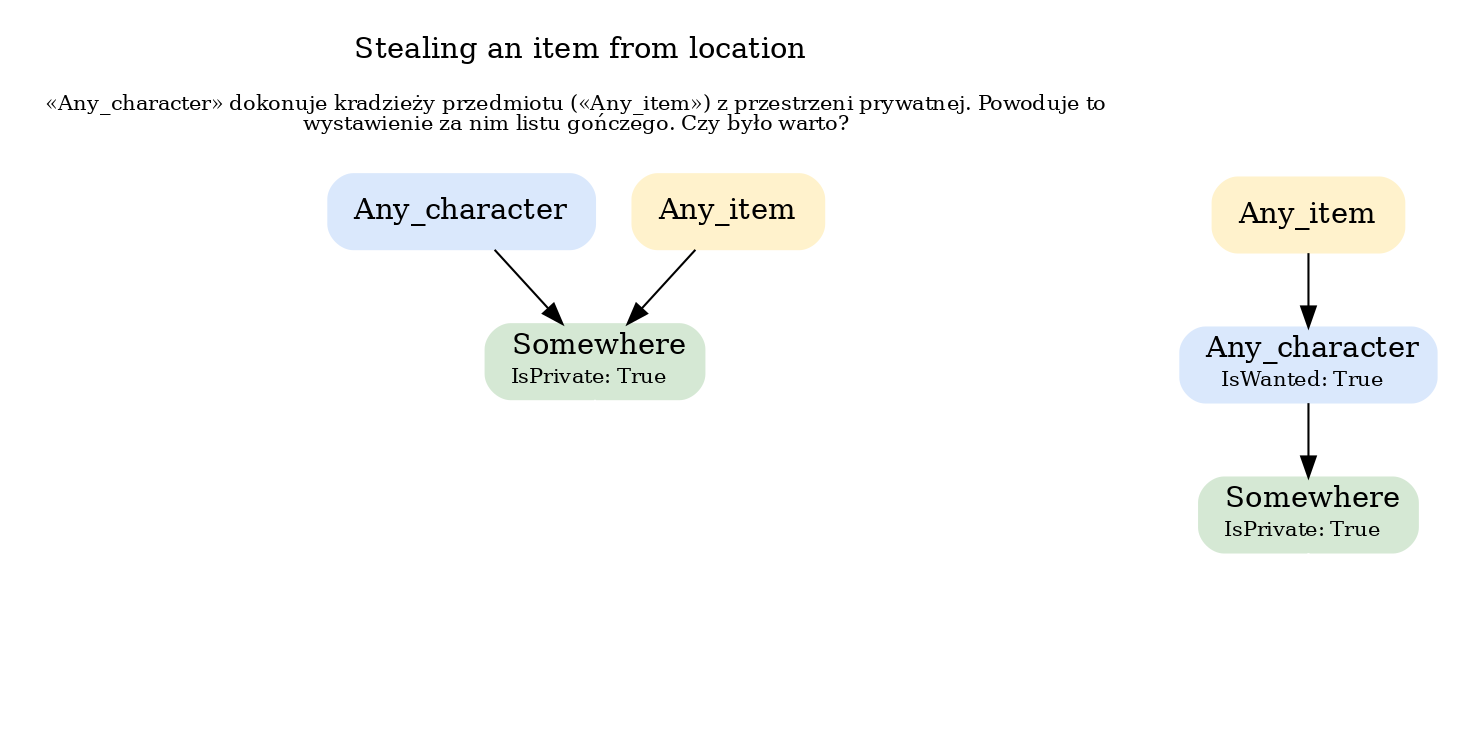 Stealing an item from location
«Any_character» dokonuje kradzieży przedmiotu («Any_item») z przestrzeni prywatnej. Powoduje to
wystawienie za nim listu gończego. Czy było warto?
Any_character
Any_item
Somewhere
IsPrivate: True
Any_item
Any_character
IsWanted: True
Somewhere
IsPrivate: True